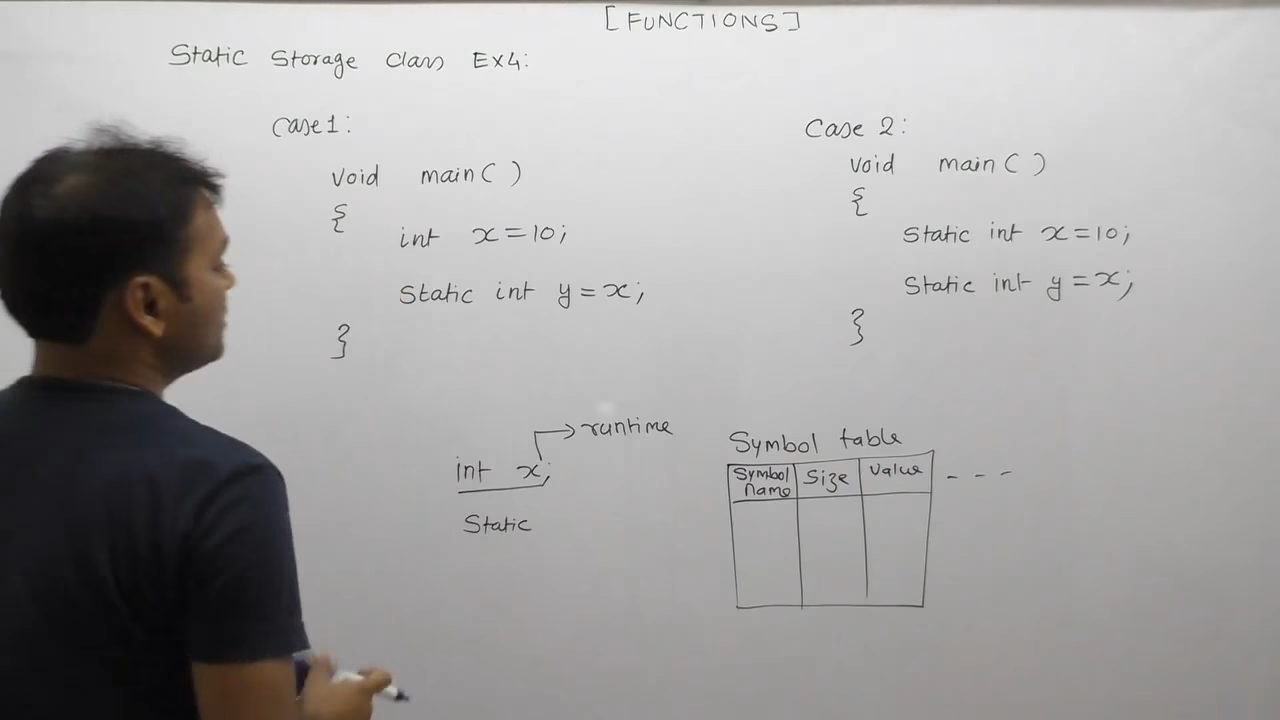 [FUNCTIONS]
Static Storage Class Ex4:
Case1:
void main( )
{
int x=10;
Static int y=x;
}
Case 2:
void main( )
{
Static int x=10;
Static int y=x;
}
int x; → runtime
Static
Symbol table
Symbol name Size Value - - -